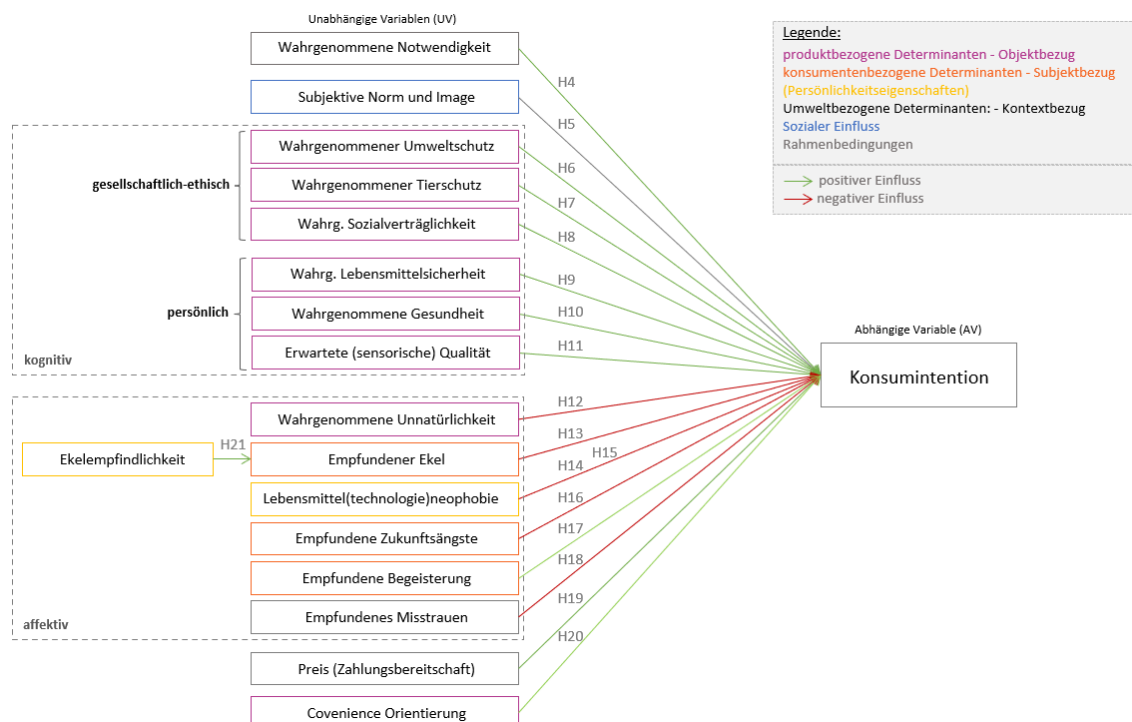 Unabhängige Variablen (UV)
Wahrgenommene Notwendigkeit
Subjektive Norm und Image
gesellschaftlich-ethisch
Wahrgenommener Umweltschutz
Wahrgenommener Tierschutz
Wahrg. Sozialverträglichkeit
persönlich
Wahrg. Lebensmittelsicherheit
Wahrgenommene Gesundheit
Erwartete (sensorische) Qualität
kognitiv
Wahrgenommene Unnatürlichkeit
Ekelempfindlichkeit
H21
Empfundener Ekel
Lebensmittel(technologie)neophobie
Empfundene Zukunftsängste
Empfundene Begeisterung
Empfundenes Misstrauen
affektiv
Preis (Zahlungsbereitschaft)
Covenience Orientierung
H4
H5
H6
H7
H8
H9
H10
H11
H12
H13
H15
H14
H16
H17
H18
H19
H20
Abhängige Variable (AV)
Konsumintention
Legende:
produktbezogene Determinanten - Objektbezug
konsumentenbezogene Determinanten - Subjektbezug
(Persönlichkeitseigenschaften)
Umweltbezogene Determinanten: - Kontextbezug
Sozialer Einfluss
Rahmenbedingungen
positiver Einfluss
negativer Einfluss